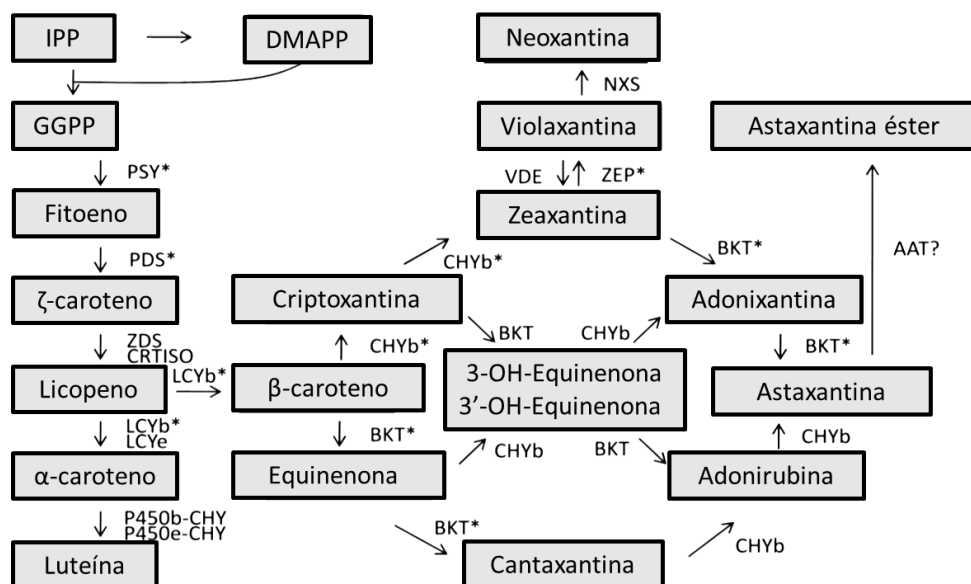 IPP
DMAPP
Neoxantina
NXS
GGPP
Violaxantina
Astaxantina éster
PSY*
VDE
ZEP*
Fitoeno
Zeaxantina
PDS*
CHYb*
BKT*
AAT?
ζ-caroteno
Criptoxantina
Adonixantina
ZDS
CRTISO
LCYb*
CHYb*
BKT
CHYb
BKT*
Licopeno
β-caroteno
3-OH-Equinenona
3’-OH-Equinenona
Astaxantina
LCYb*
LCYe
BKT*
CHYb
BKT
CHYb
α-caroteno
Equinenona
Adonirubina
P450b-CHY
P450e-CHY
BKT*
CHYb
Luteína
Cantaxantina